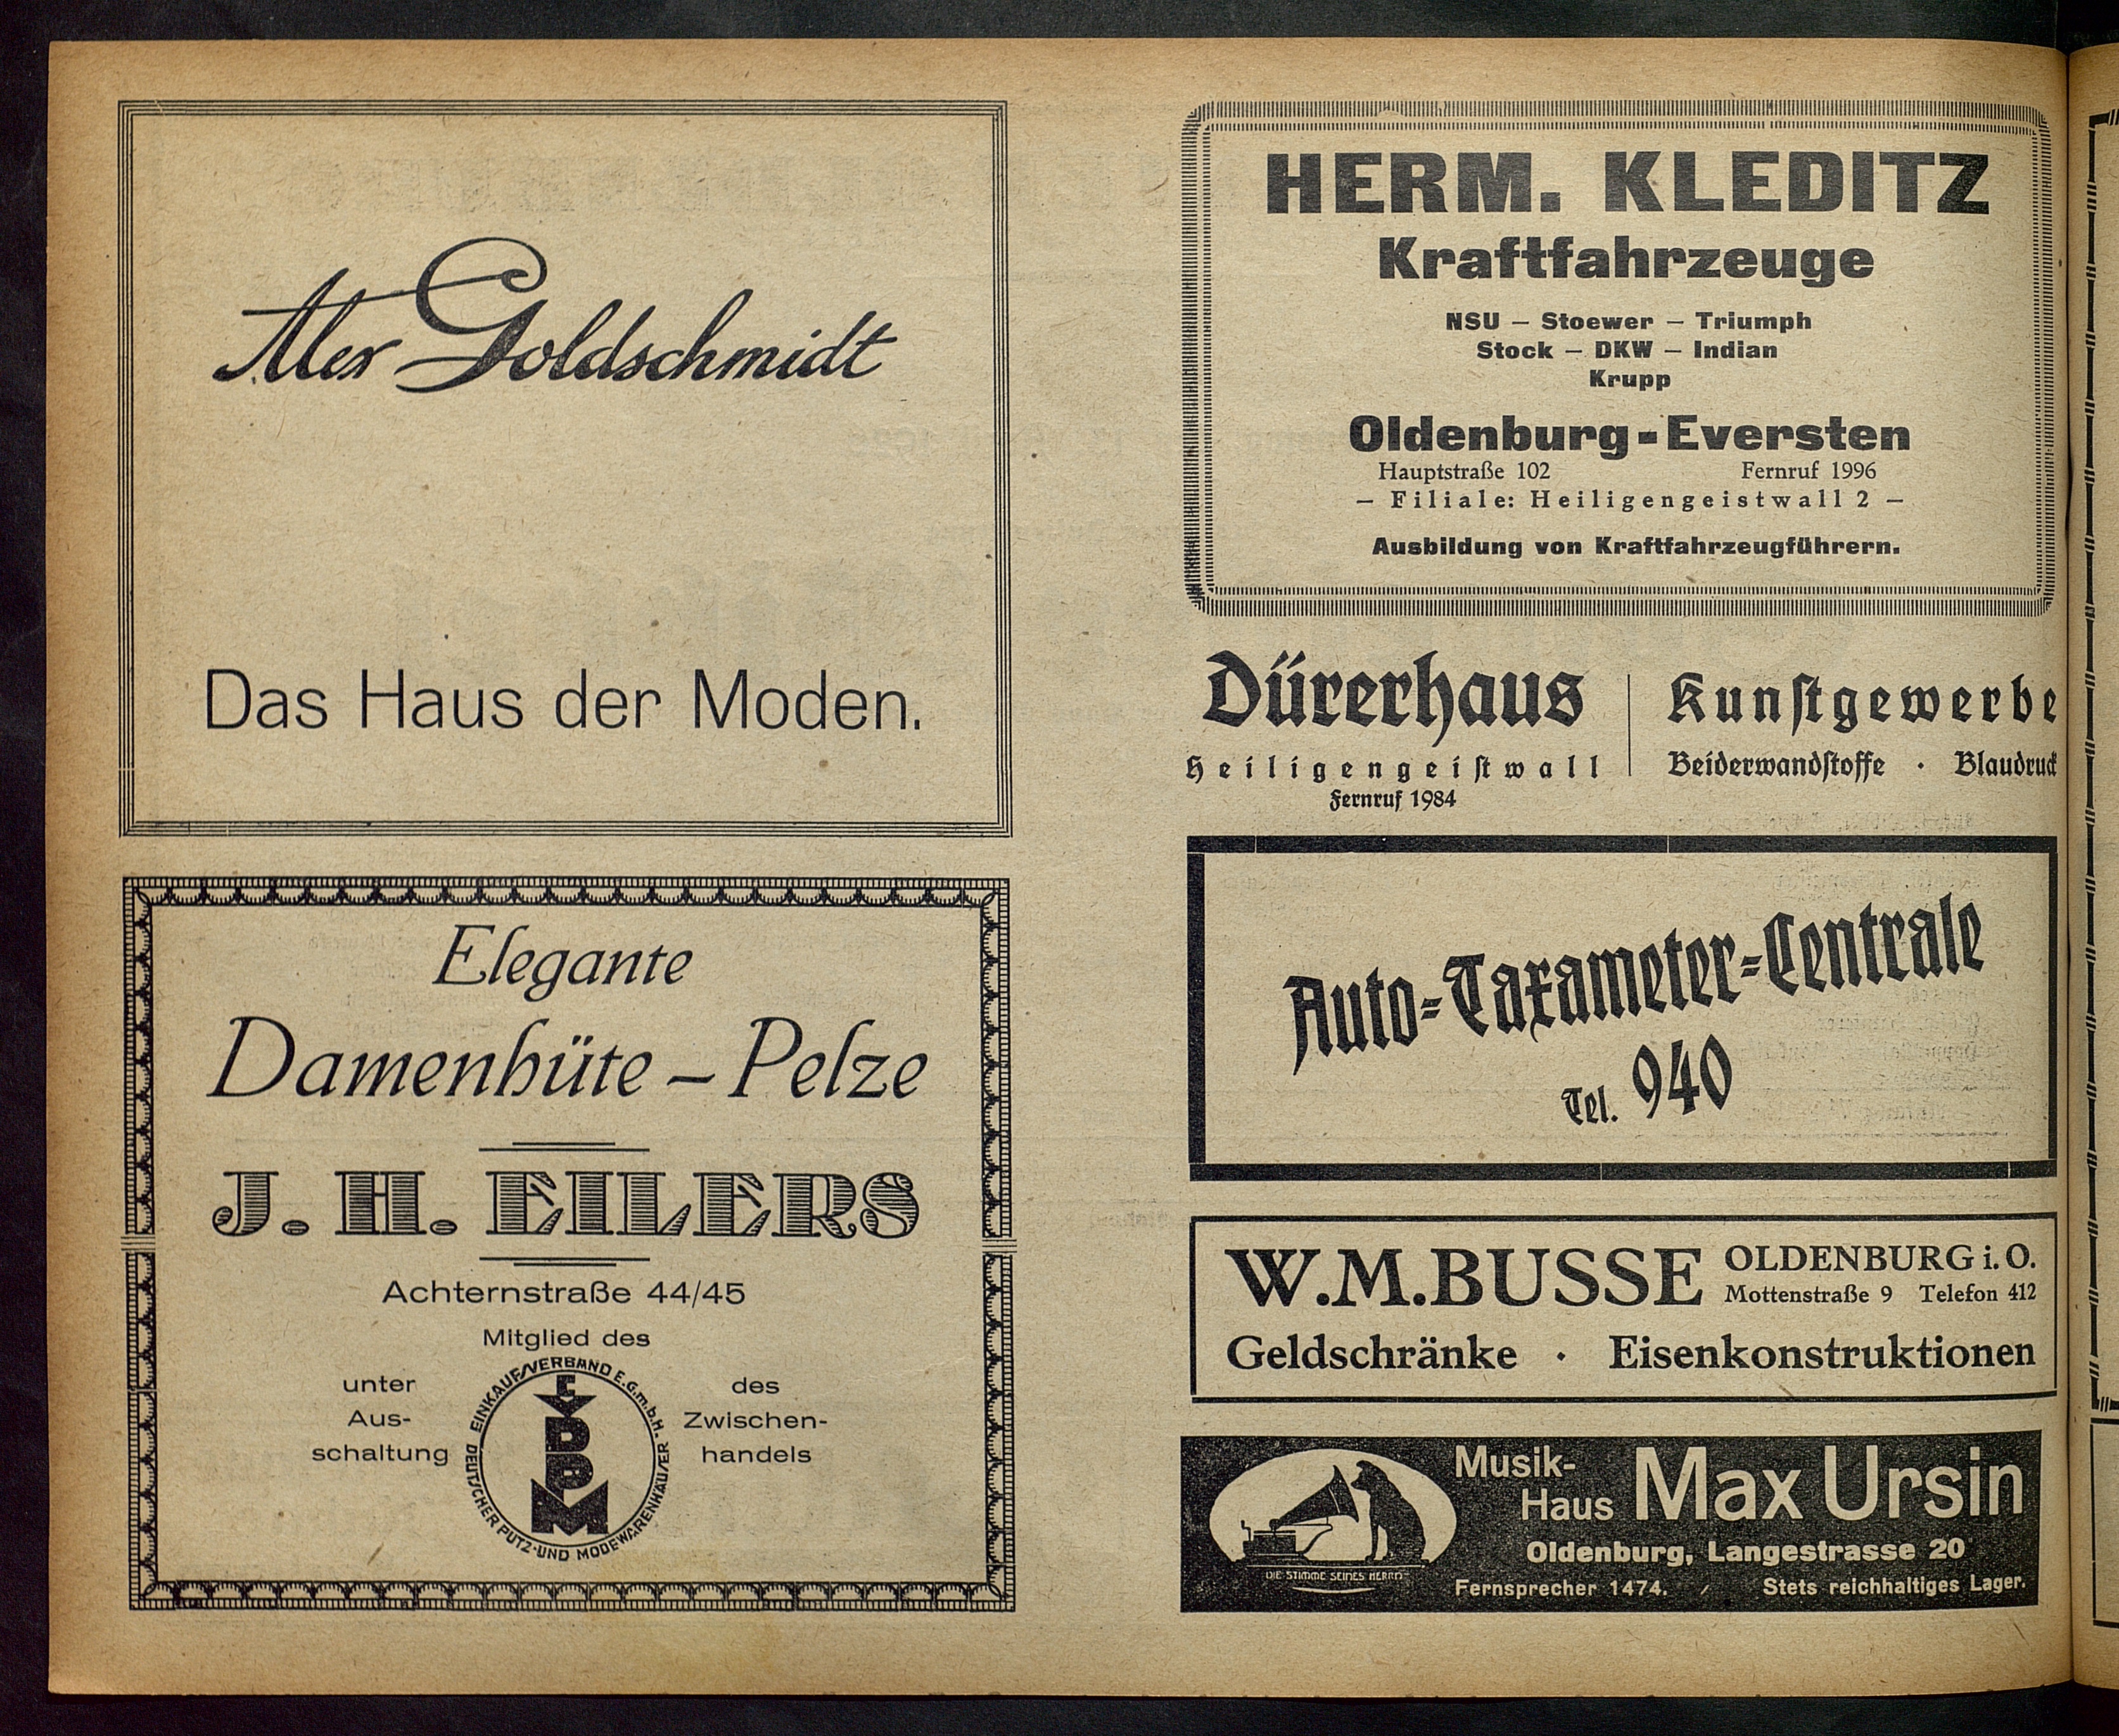 Alex Goldschmidt
Das Haus der Moden.
Elegante
Damenhüte – Pelze
J. H. EILERS
Achternstraße 44/45
Mitglied des
unter
Aus-
schaltung
EINKAUFSVERBAND E.G.m.b.H.
DEUTSCHER PUTZ-UND MODEWARENHÄUSER
E
D
P
M
des
Zwischen-
handels
HERM. KLEDITZ
Kraftfahrzeuge
NSU – Stoewer – Triumph
Stock – DKW – Indian
Krupp
Oldenburg-Eversten
Hauptstraße 102 Fernruf 1996
– Filiale: Heiligengeistwall 2 –
Ausbildung von Kraftfahrzeugführern.
Dürerhaus
Heiligengeistwall
Fernruf 1984
Kunstgewerbe
Beiderwandstoffe · Blaudruck
Auto-Taxameter-Centrale
Tel. 940
W.M.BUSSE OLDENBURG i. O.
Mottenstraße 9 Telefon 412
Geldschränke · Eisenkonstruktionen
Musik-
Haus Max Ursin
Oldenburg, Langestrasse 20
DIE STIMME SEINES HERRN
Fernsprecher 1474. Stets reichhaltiges Lager.